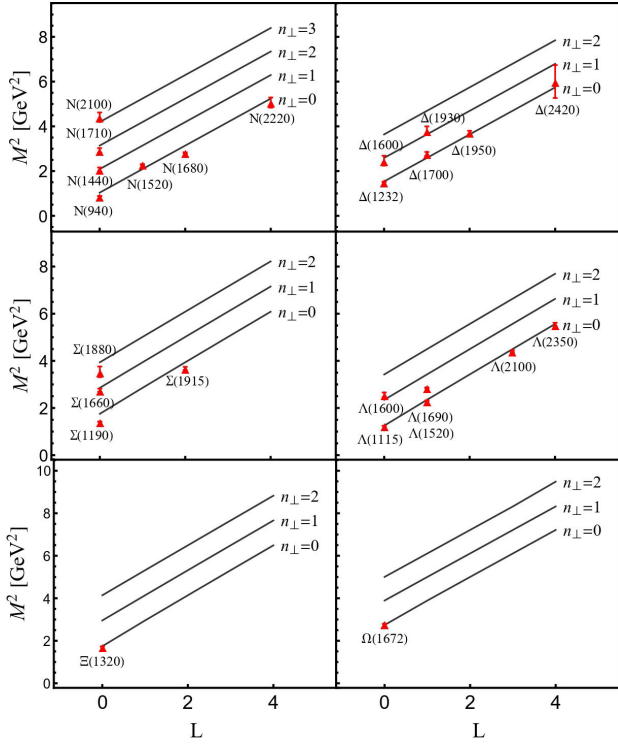 M² [GeV²]
8
6
4
2
0
n⊥=3
n⊥=2
n⊥=1
n⊥=0
N(2100)
N(1710)
N(1440)
N(940)
N(1520)
N(1680)
N(2220)
n⊥=2
n⊥=1
n⊥=0
Δ(1930)
Δ(1600)
Δ(1232)
Δ(1700)
Δ(1950)
Δ(2420)
M² [GeV²]
8
6
4
2
0
n⊥=2
n⊥=1
n⊥=0
Σ(1880)
Σ(1660)
Σ(1190)
Σ(1915)
n⊥=2
n⊥=1
n⊥=0
Λ(2350)
Λ(2100)
Λ(1600)
Λ(1690)
Λ(1115)
Λ(1520)
M² [GeV²]
10
8
6
4
2
0
n⊥=2
n⊥=1
n⊥=0
Ξ(1320)
n⊥=2
n⊥=1
n⊥=0
Ω(1672)
0 2 4
0 2 4
L
L